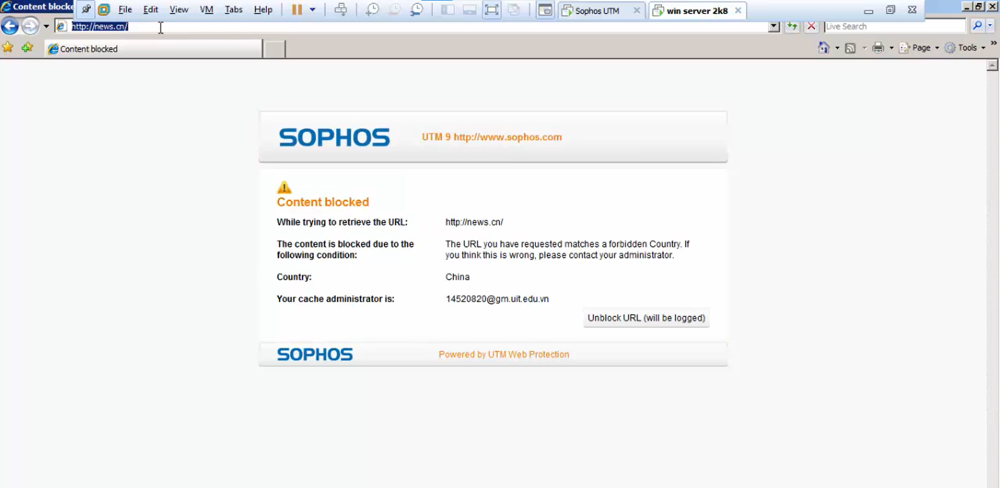 Content blocke
File Edit View VM Tabs Help
Sophos UTM
win server 2k8
http://news.cn/
Live Search
Content blocked
Page
Tools
SOPHOS
UTM 9 http://www.sophos.com
Content blocked
While trying to retrieve the URL: http://news.cn/
The content is blocked due to the The URL you have requested matches a forbidden Country. If
following condition: you think this is wrong, please contact your administrator.
Country: China
Your cache administrator is: 14520820@gm.uit.edu.vn
Unblock URL (will be logged)
SOPHOS
Powered by UTM Web Protection